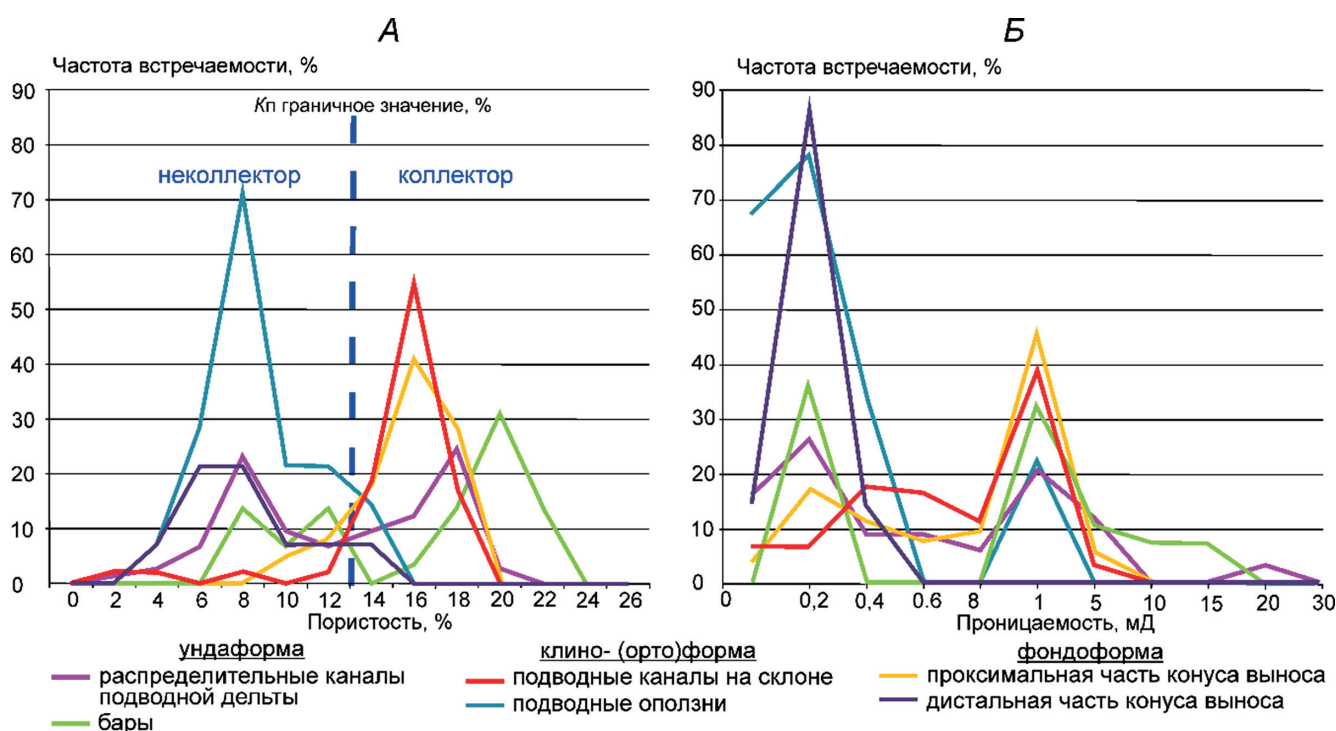 А
Частота встречаемости, %
90
80
70
60
50
40
30
20
10
0
Кп граничное значение, %
неколлектор
коллектор
0 2 4 6 8 10 12 14 16 18 20 22 24 26
Пористость, %
Б
Частота встречаемости, %
90
80
70
60
50
40
30
20
10
0
0 0,2 0,4 0.6 8 1 5 10 15 20 30
Проницаемость, мД
ундаформа
распределительные каналы
подводной дельты
бары
клино- (орто)форма
подводные каналы на склоне
подводные оползни
фондоформа
проксимальная часть конуса выноса
дистальная часть конуса выноса